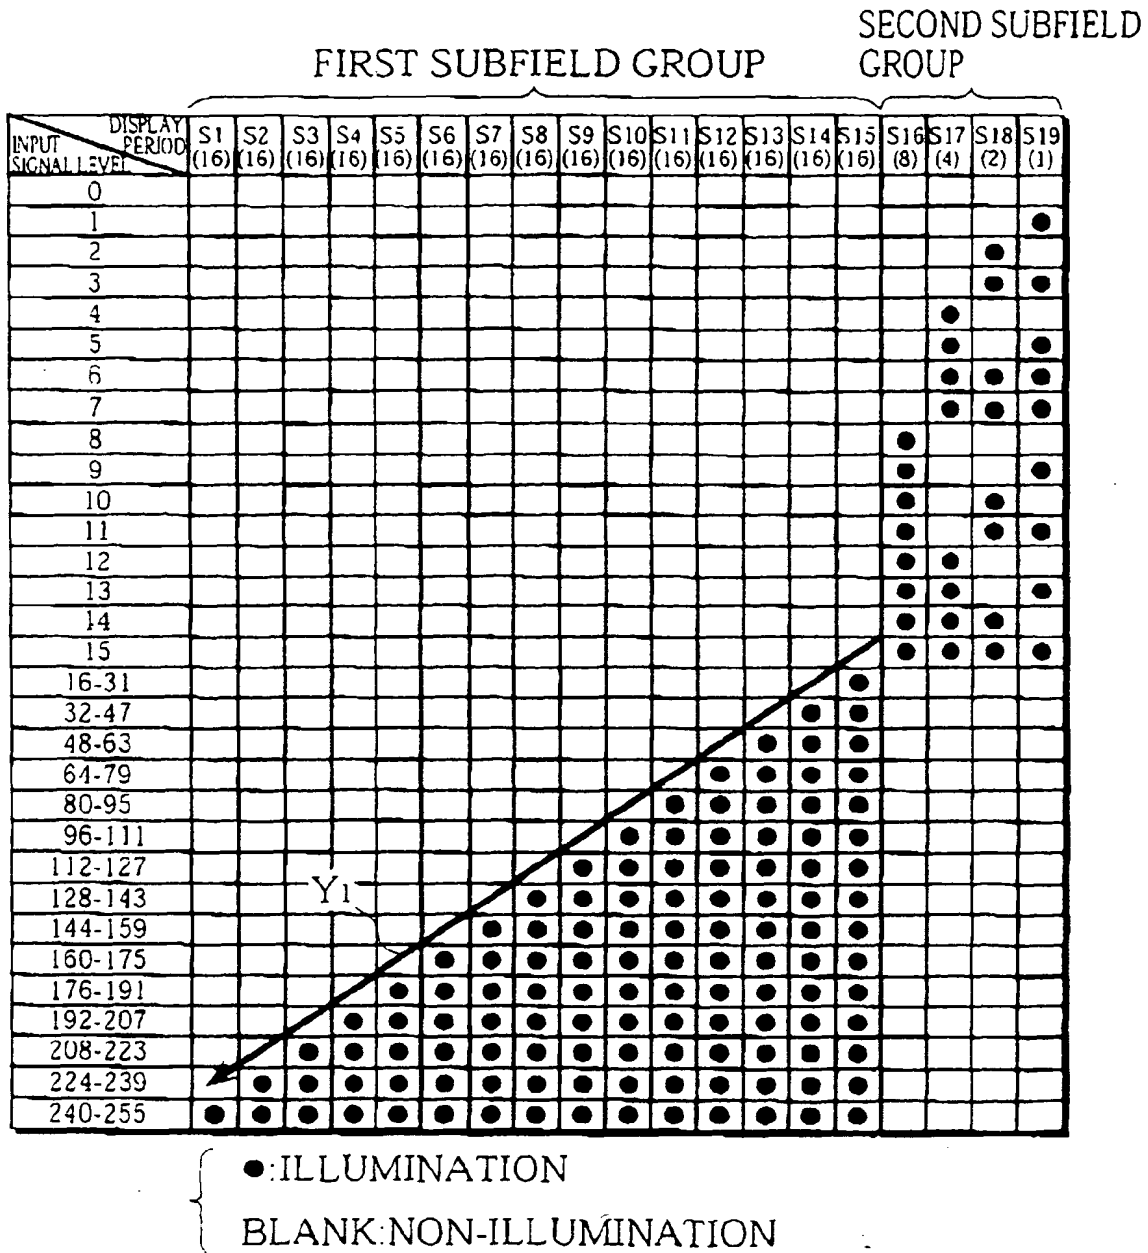 SECOND SUBFIELD
FIRST SUBFIELD GROUP GROUP
INPUT SIGNAL LEVEL DISPLAY PERIOD S1 (16) S2 (16) S3 (16) S4 (16) S5 (16) S6 (16) S7 (16) S8 (16) S9 (16) S10 (16) S11 (16) S12 (16) S13 (16) S14 (16) S15 (16) S16 (8) S17 (4) S18 (2) S19 (1)
0
1 ●
2 ●
3 ● ●
4 ●
5 ● ●
6 ● ● ●
7 ● ● ●
8 ●
9 ● ●
10 ● ●
11 ● ● ●
12 ● ●
13 ● ● ●
14 ● ● ●
15 ● ● ● ●
16-31 ●
32-47 ● ●
48-63 ● ● ●
64-79 ● ● ● ●
80-95 ● ● ● ● ●
96-111 ● ● ● ● ● ●
112-127 ● ● ● ● ● ● ●
128-143 ● ● ● ● ● ● ● ●
Y1
144-159 ● ● ● ● ● ● ● ● ●
160-175 ● ● ● ● ● ● ● ● ● ●
176-191 ● ● ● ● ● ● ● ● ● ● ●
192-207 ● ● ● ● ● ● ● ● ● ● ● ●
208-223 ● ● ● ● ● ● ● ● ● ● ● ● ●
224-239 ● ● ● ● ● ● ● ● ● ● ● ● ● ●
240-255 ● ● ● ● ● ● ● ● ● ● ● ● ● ● ●
●:ILLUMINATION
BLANK:NON-ILLUMINATION